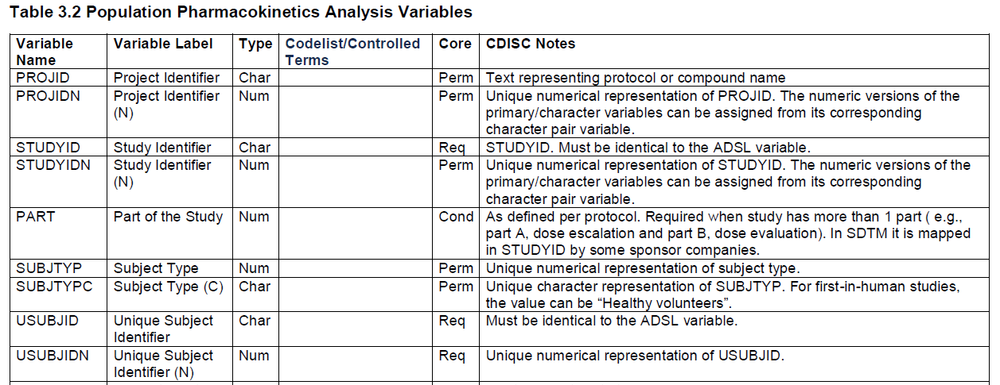 Table 3.2 Population Pharmacokinetics Analysis Variables
Variable Name Variable Label Type Codelist/Controlled Terms Core CDISC Notes
PROJID Project Identifier Char Perm Text representing protocol or compound name
PROJIDN Project Identifier (N) Num Perm Unique numerical representation of PROJID. The numeric versions of the
primary/character variables can be assigned from its corresponding
character pair variable.
STUDYID Study Identifier Char Req STUDYID. Must be identical to the ADSL variable.
STUDYIDN Study Identifier (N) Num Perm Unique numerical representation of STUDYID. The numeric versions of the
primary/character variables can be assigned from its corresponding
character pair variable.
PART Part of the Study Num Cond As defined per protocol. Required when study has more than 1 part ( e.g.,
part A, dose escalation and part B, dose evaluation). In SDTM it is mapped
in STUDYID by some sponsor companies.
SUBJTYP Subject Type Num Perm Unique numerical representation of subject type.
SUBJTYPC Subject Type (C) Char Perm Unique character representation of SUBJTYP. For first-in-human studies,
the value can be “Healthy volunteers”.
USUBJID Unique Subject Identifier Char Req Must be identical to the ADSL variable.
USUBJIDN Unique Subject Identifier (N) Num Req Unique numerical representation of USUBJID.